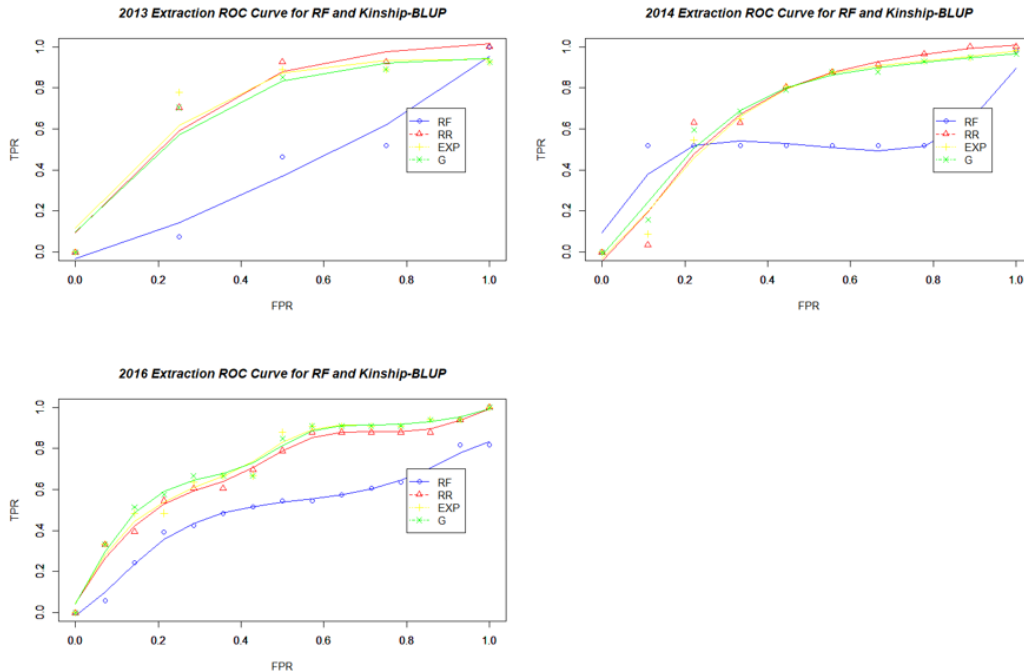 2013 Extraction ROC Curve for RF and Kinship-BLUP
TPR
1.0
0.8
0.6
0.4
0.2
0.0
RF
RR
EXP
G
0.0 0.2 0.4 0.6 0.8 1.0
FPR
2014 Extraction ROC Curve for RF and Kinship-BLUP
TPR
1.0
0.8
0.6
0.4
0.2
0.0
RF
RR
EXP
G
0.0 0.2 0.4 0.6 0.8 1.0
FPR
2016 Extraction ROC Curve for RF and Kinship-BLUP
TPR
1.0
0.8
0.6
0.4
0.2
0.0
RF
RR
EXP
G
0.0 0.2 0.4 0.6 0.8 1.0
FPR